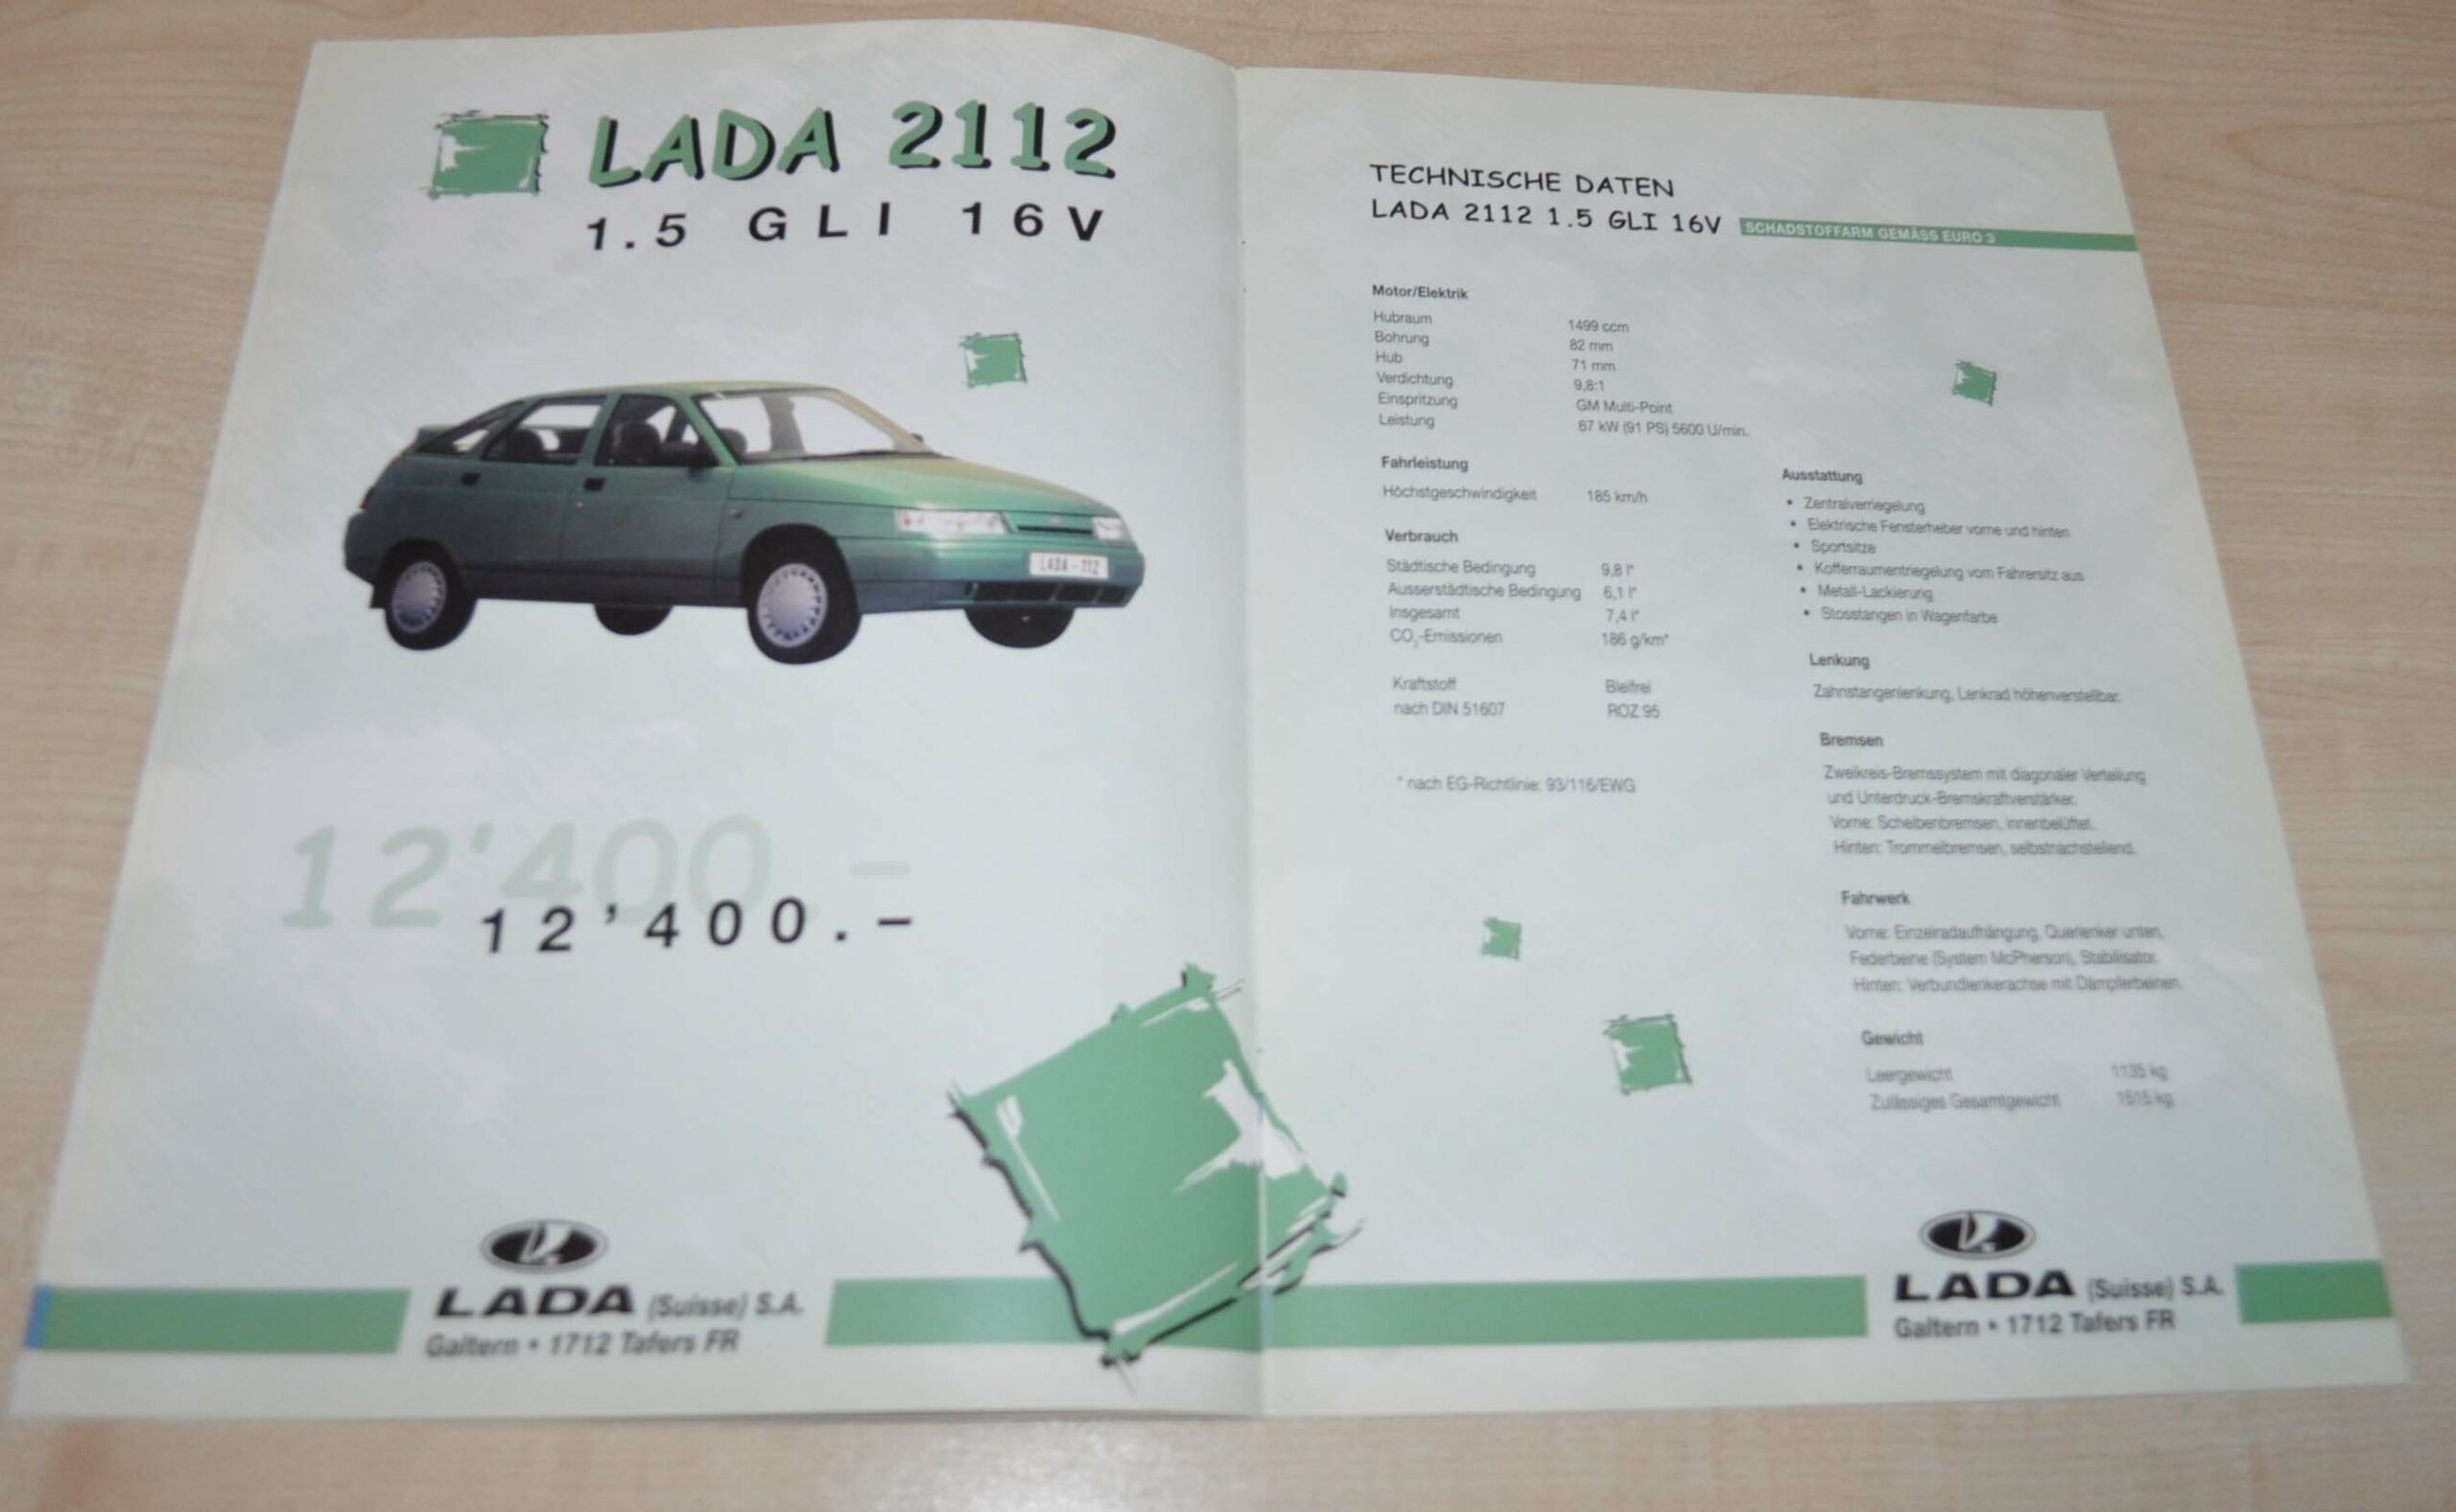 LADA 2112
1.5 GLI 16V
LADA - 112
12'400.-
12'400.-
LADA (Suisse) S.A.
Galtern • 1712 Tafers FR
TECHNISCHE DATEN
LADA 2112 1.5 GLI 16V SCHADSTOFFARM GEMÄSS EURO 3
Motor/Elektrik
Hubraum 1499 ccm
Bohrung 82 mm
Hub 71 mm
Verdichtung 9,8:1
Einspritzung GM Multi-Point
Leistung 67 kW (91 PS) 5600 U/min.
Fahrleistung
Höchstgeschwindigkeit 185 km/h
Verbrauch
Städtische Bedingung 9,8 l*
Ausserstädtische Bedingung 6,1 l*
Insgesamt 7,4 l*
CO₂-Emissionen 186 g/km*
Kraftstoff Bleifrei
nach DIN 51607 ROZ 95
* nach EG-Richtlinie: 93/116/EWG
Ausstattung
• Zentralverriegelung
• Elektrische Fensterheber vorne und hinten
• Sportsitze
• Kofferraumentriegelung vom Fahrersitz aus
• Metall-Lackierung
• Stosstangen in Wagenfarbe
Lenkung
Zahnstangenlenkung, Lenkrad höhenverstellbar.
Bremsen
Zweikreis-Bremssystem mit diagonaler Verteilung
und Unterdruck-Bremskraftverstärker.
Vorne: Scheibenbremsen, innenbelüftet.
Hinten: Trommelbremsen, selbstnachstellend.
Fahrwerk
Vorne: Einzelradaufhängung, Querlenker unten,
Federbeine (System McPherson), Stabilisator.
Hinten: Verbundlenkerachse mit Dämpferbeinen.
Gewicht
Leergewicht 1135 kg
Zulässiges Gesamtgewicht 1515 kg
LADA (Suisse) S.A.
Galtern • 1712 Tafers FR